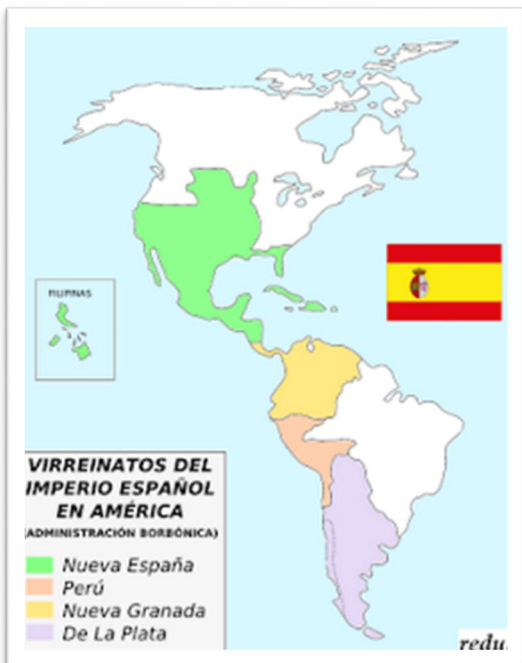 FILIPINAS
VIRREINATOS DEL
IMPERIO ESPAÑOL
EN AMÉRICA
(ADMINISTRACIÓN BORBÓNICA)
Nueva España
Perú
Nueva Granada
De La Plata
redu